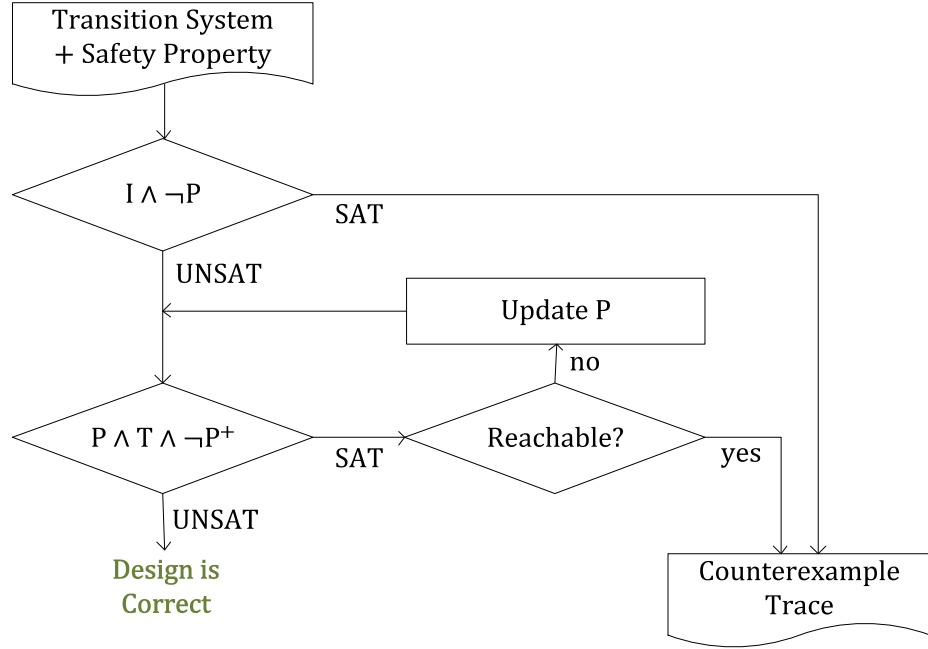 Transition System
+ Safety Property
I ∧ ¬P
SAT
UNSAT
Update P
no
P ∧ T ∧ ¬P⁺
SAT
Reachable?
yes
UNSAT
Design is
Correct
Counterexample
Trace